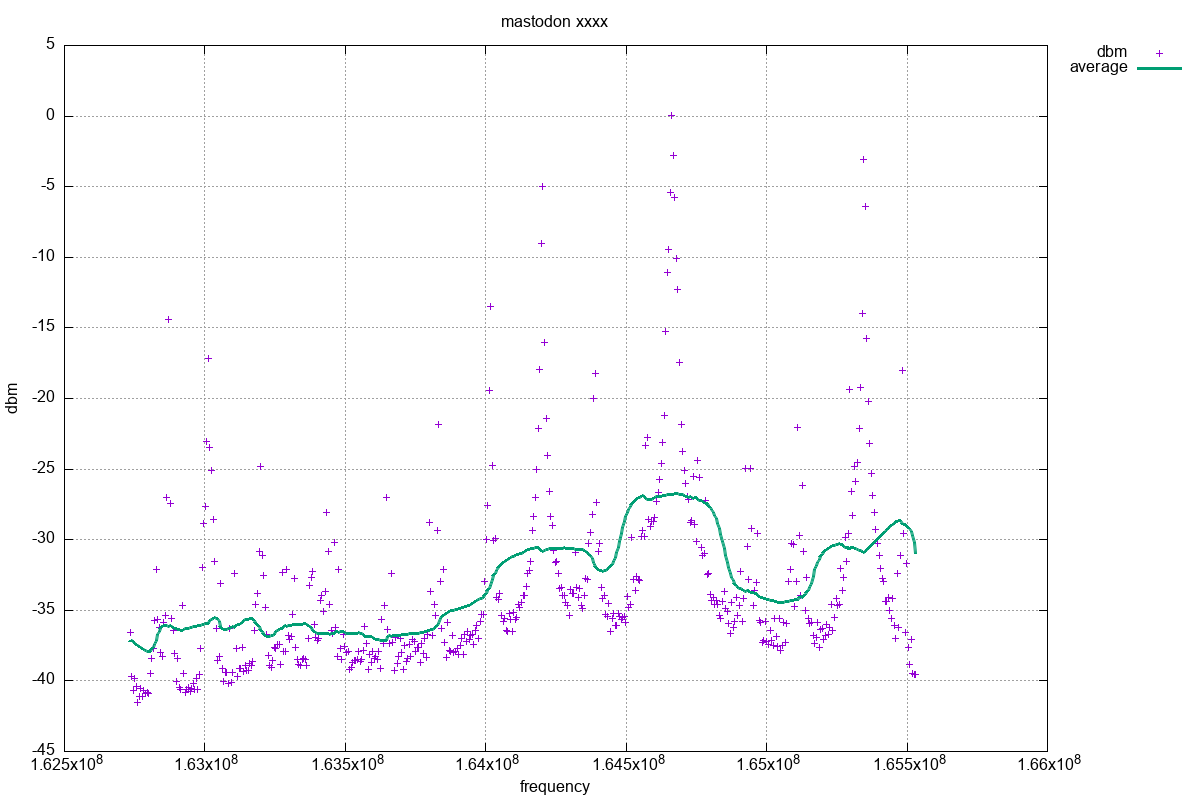 mastodon xxxx
dbm
average
5
0
-5
-10
-15
-20
-25
-30
-35
-40
-45
dbm
1.625x10⁸ 1.63x10⁸ 1.635x10⁸ 1.64x10⁸ 1.645x10⁸ 1.65x10⁸ 1.655x10⁸ 1.66x10⁸
frequency